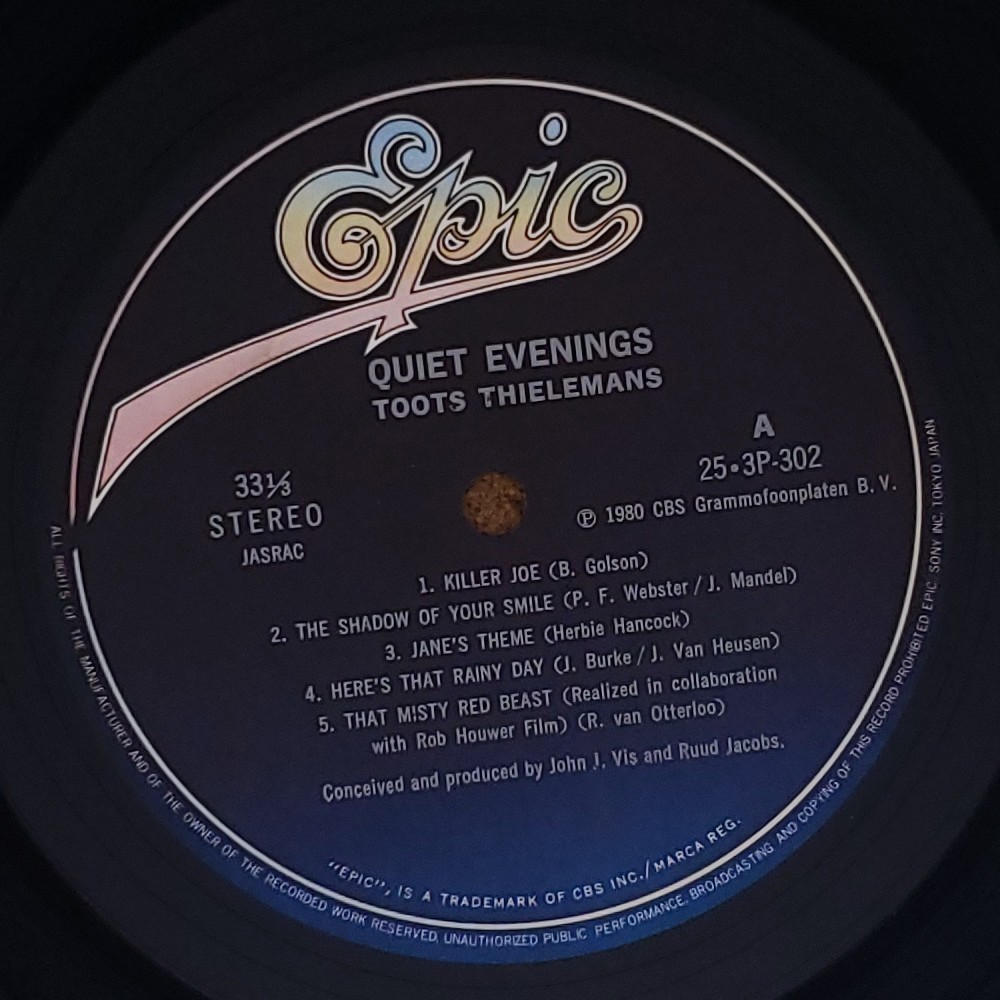 Epic
QUIET EVENINGS
TOOTS THIELEMANS
A
25・3P-302
℗ 1980 CBS Grammofoonplaten B. V.
33⅓
STEREO
JASRAC
1. KILLER JOE (B. Golson)
2. THE SHADOW OF YOUR SMILE (P. F. Webster / J. Mandel)
3. JANE'S THEME (Herbie Hancock)
4. HERE'S THAT RAINY DAY (J. Burke / J. Van Heusen)
5. THAT MISTY RED BEAST (Realized in collaboration
with Rob Houwer Film) (R. van Otterloo)
Conceived and produced by John J. Vis and Ruud Jacobs.
"EPIC", IS A TRADEMARK OF CBS INC./MARCA REG.
ALL RIGHTS OF THE MANUFACTURER AND OF THE OWNER OF THE RECORDED WORK RESERVED, UNAUTHORIZED PUBLIC PERFORMANCE, BROADCASTING AND COPYING OF THIS RECORD PROHIBITED EPIC. SONY INC. TOKYO JAPAN